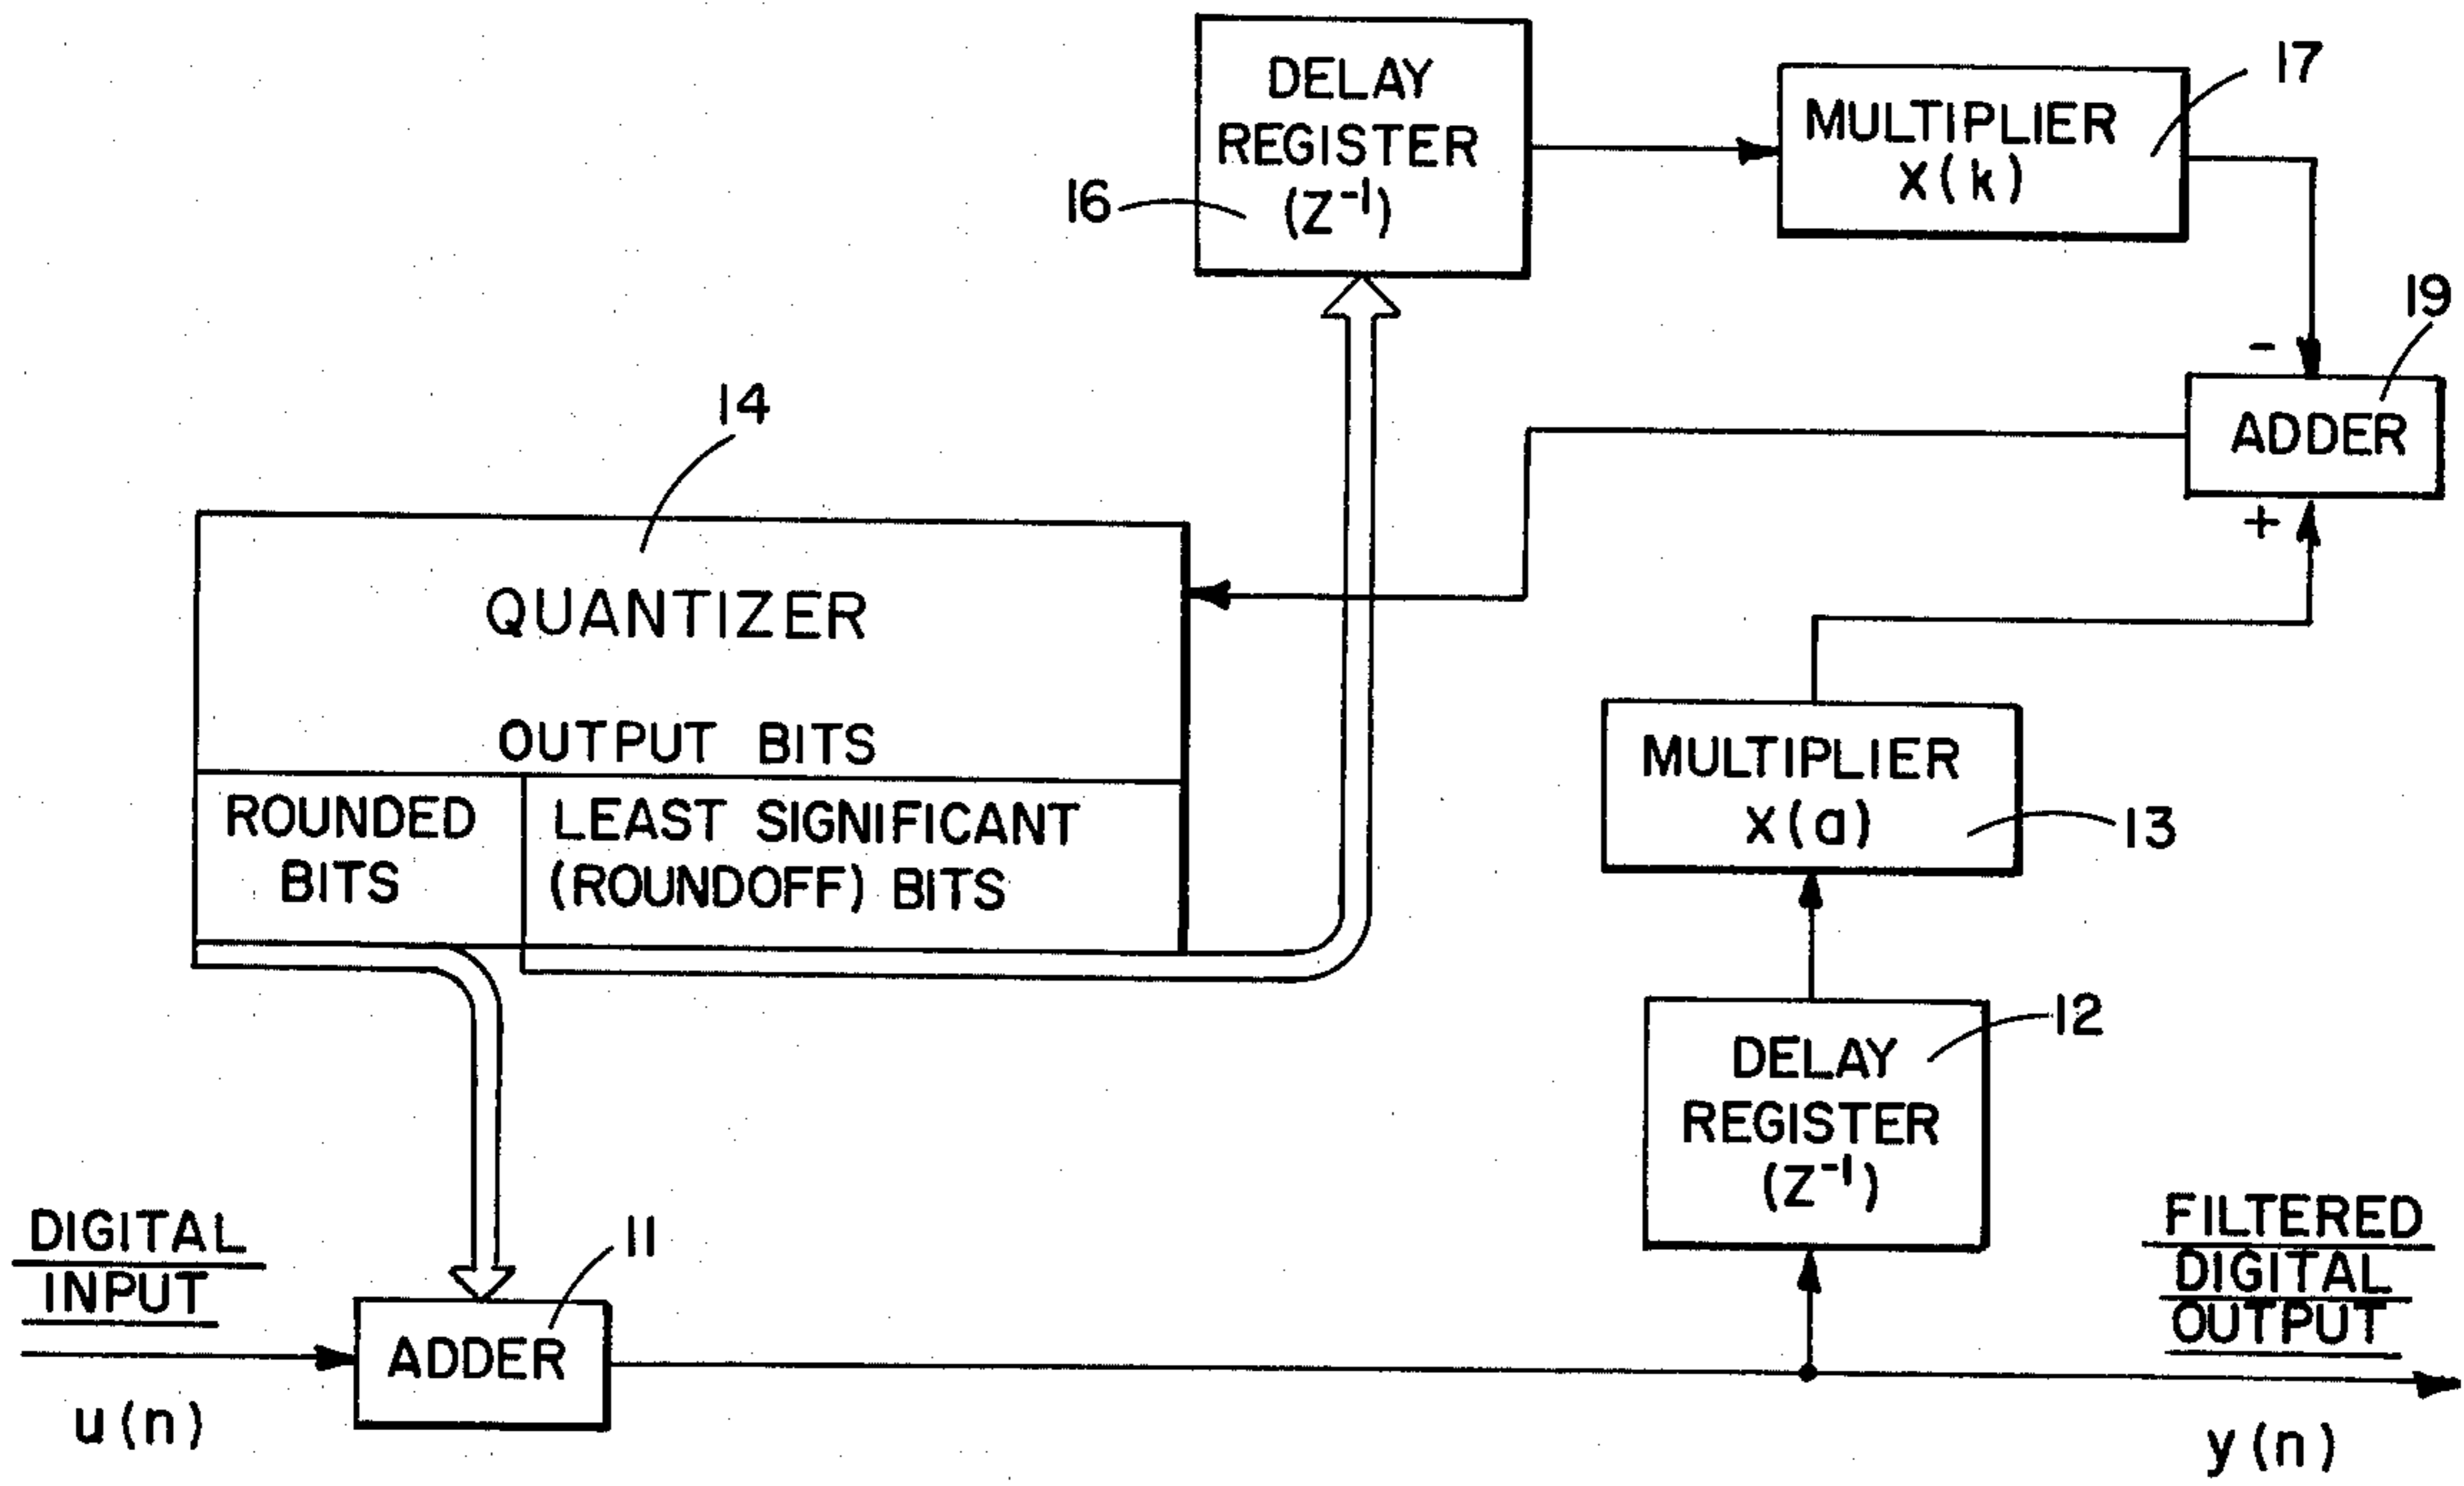 DELAY
REGISTER
(Z⁻¹)
16
MULTIPLIER
X(k)
17
19
-
ADDER
+
14
QUANTIZER
OUTPUT BITS
ROUNDED
BITS
LEAST SIGNIFICANT
(ROUNDOFF) BITS
MULTIPLIER
X(a)
13
DELAY
REGISTER
(Z⁻¹)
12
DIGITAL
INPUT
u(n)
11
ADDER
FILTERED
DIGITAL
OUTPUT
y(n)